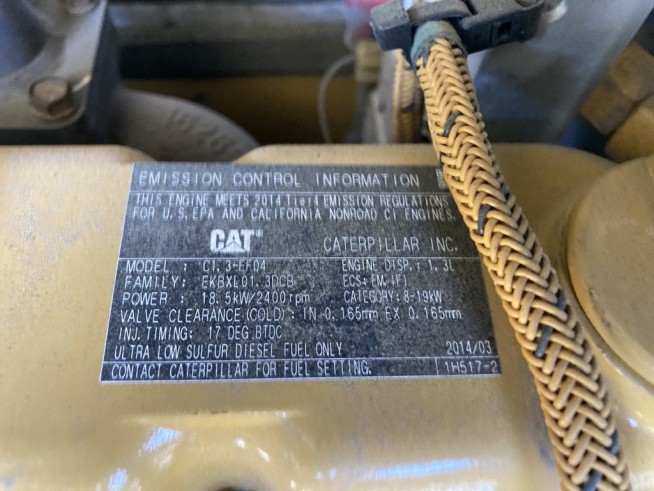 16261
EMISSION CONTROL INFORMATION
THIS ENGINE MEETS 2014 Tier4 EMISSION REGULATIONS
FOR U.S.EPA AND CALIFORNIA NONROAD CI ENGINES.
CAT® CATERPILLAR INC.
MODEL : C1.3-EF04 ENGINE DISP.: 1.3L
FAMILY: EKBXL01.3DCB ECS: EM,(F)
POWER : 18.5kW/2400rpm CATEGORY: 8-19kW
VALVE CLEARANCE(COLD): IN 0.165mm EX 0.165mm
INJ.TIMING: 17 DEG.BTDC
ULTRA LOW SULFUR DIESEL FUEL ONLY 2014/03
CONTACT CATERPILLAR FOR FUEL SETTING. 1H517-2